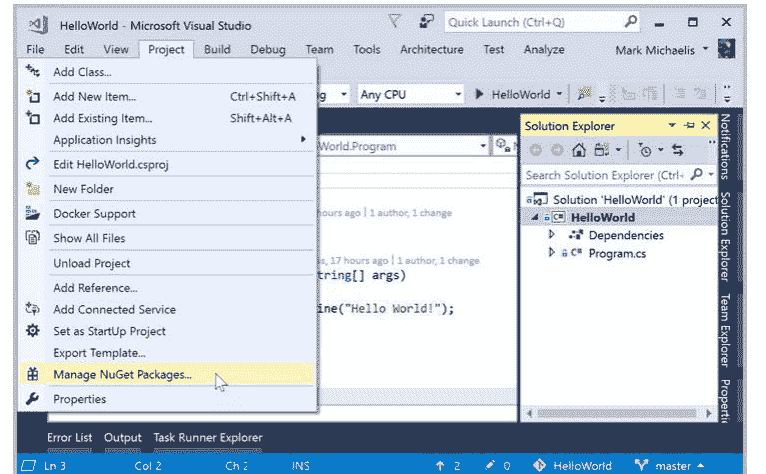 HelloWorld - Microsoft Visual Studio
Quick Launch (Ctrl+Q)
File Edit View Project Build Debug Team Tools Architecture Test Analyze Mark Michaelis
Add Class...
Add New Item... Ctrl+Shift+A
Add Existing Item... Shift+Alt+A
Application Insights
Edit HelloWorld.csproj
New Folder
Docker Support
Show All Files
Unload Project
Add Reference...
Add Connected Service
Set as StartUp Project
Export Template...
Manage NuGet Packages...
Properties
Any CPU HelloWorld
World.Program
hours ago | 1 author, 1 change
s, 17 hours ago | 1 author, 1 change
tring[] args)
ine("Hello World!");
Solution Explorer
Search Solution Explorer (Ctrl+
Solution 'HelloWorld' (1 project
C# HelloWorld
Dependencies
C# Program.cs
Notifications
Solution Explorer
Team Explorer
Properti
Error List Output Task Runner Explorer
Ln 3 Col 2 Ch 2 INS 2 0 HelloWorld master